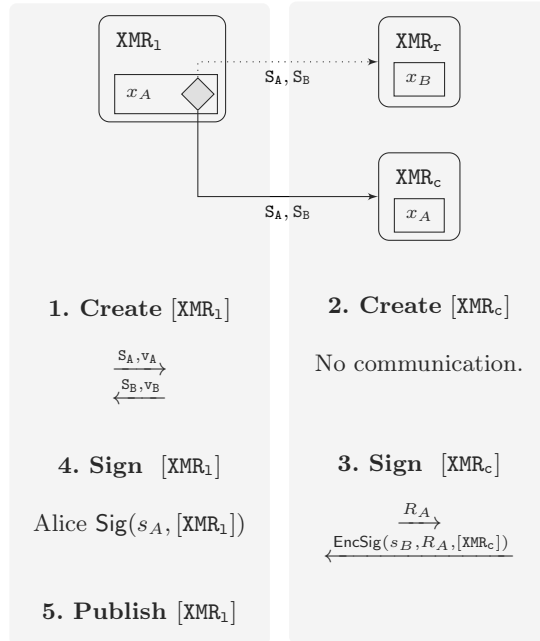 XMR_l
XMR_r
x_A
x_B
S_A, S_B
XMR_c
x_A
S_A, S_B
1. Create [XMR_l]
S_A,v_A
S_B,v_B
4. Sign [XMR_l]
Alice Sig(s_A, [XMR_l])
5. Publish [XMR_l]
2. Create [XMR_c]
No communication.
3. Sign [XMR_c]
R_A
EncSig(s_B,R_A,[XMR_c])